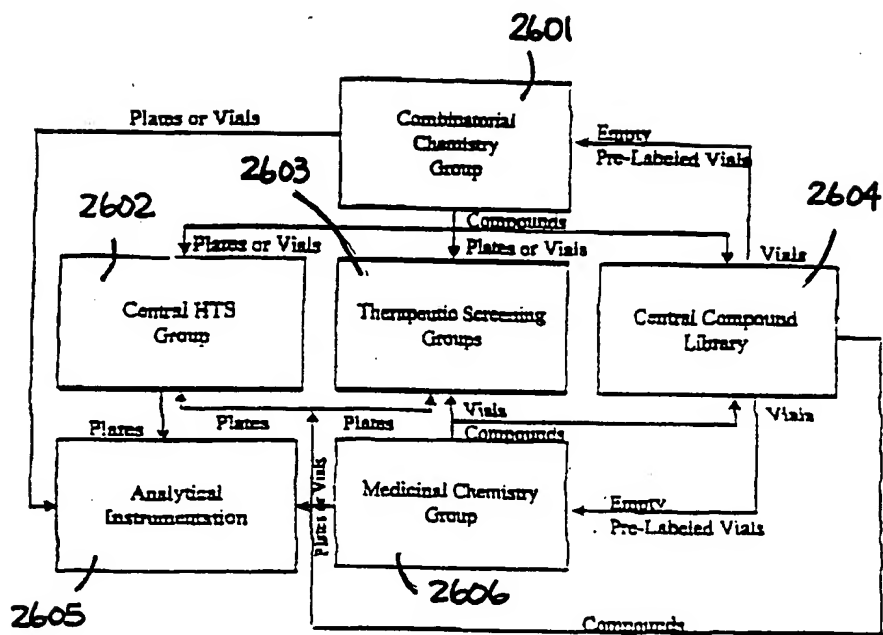 2601
Plates or Vials
Combinatorial
Chemistry
Group
Empty
Pre-Labeled Vials
2603
2602
2604
Compounds
Plates or Vials
Plates or Vials
Vials
Central HTS
Group
Therapeutic Screening
Groups
Central Compound
Library
Plates
Plates
Plates
Vials
Compounds
Vials
Analytical
Instrumentation
Plates or Vials
Medicinal Chemistry
Group
Empty
Pre-Labeled Vials
2605
2606
Compounds